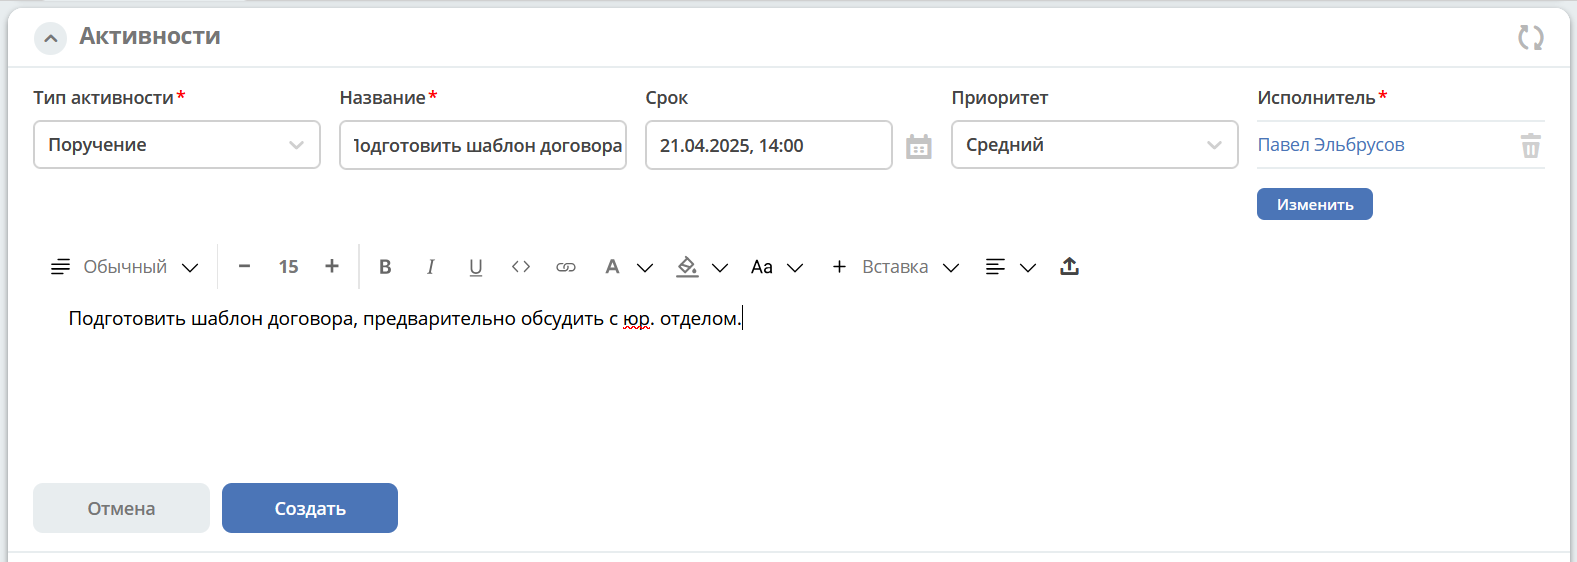 Активности
Тип активности* Название* Срок Приоритет Исполнитель*
Поручение Подготовить шаблон договора 21.04.2025, 14:00 Средний Павел Эльбрусов
Изменить
Обычный − 15 + B I U <> A Aa + Вставка
Подготовить шаблон договора, предварительно обсудить с юр. отделом.
Отмена Создать